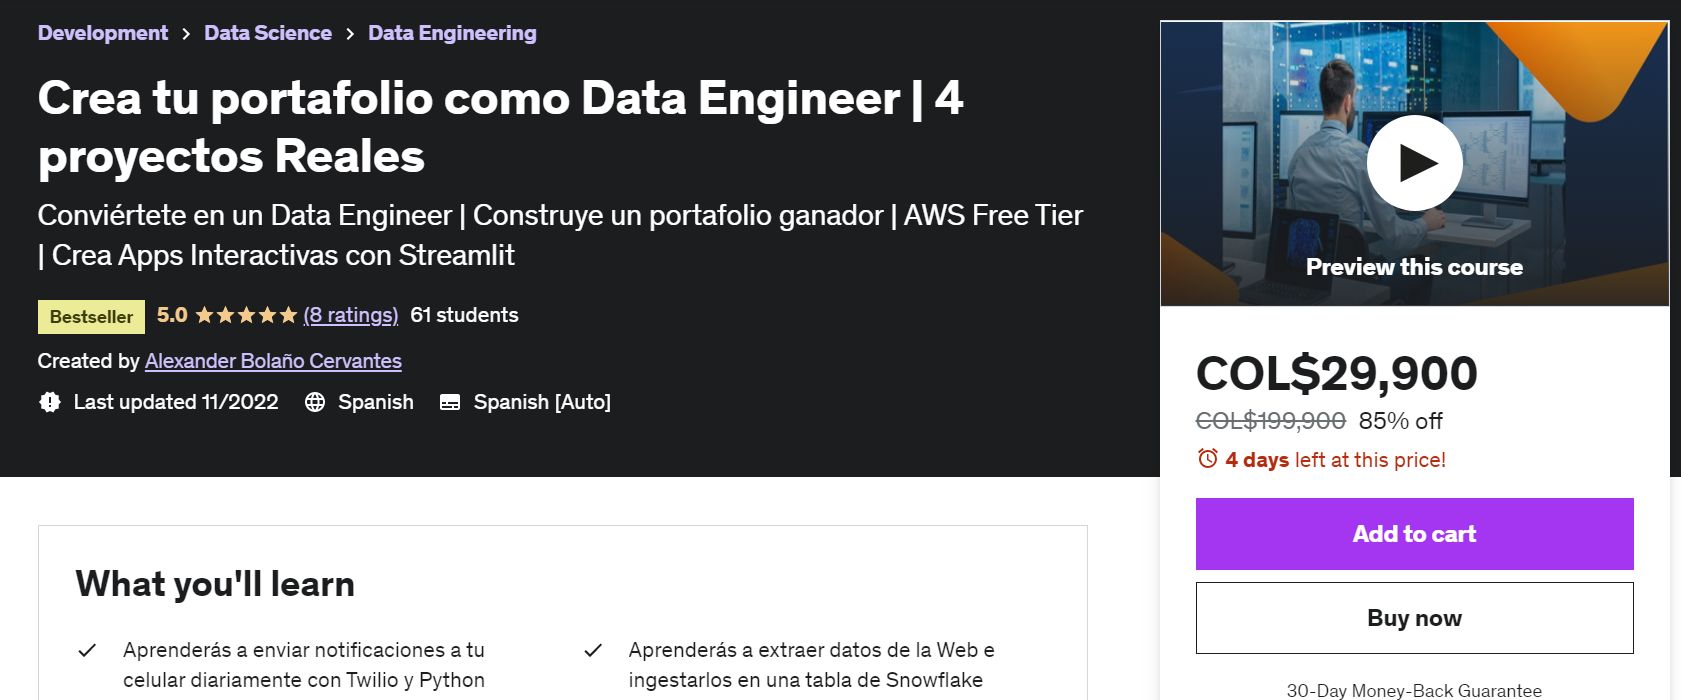 Development > Data Science > Data Engineering
Crea tu portafolio como Data Engineer | 4
proyectos Reales
Conviértete en un Data Engineer | Construye un portafolio ganador | AWS Free Tier
| Crea Apps Interactivas con Streamlit
Bestseller 5.0 (8 ratings) 61 students
Created by Alexander Bolaño Cervantes
Last updated 11/2022 Spanish Spanish [Auto]
Preview this course
COL$29,900
COL$199,900 85% off
4 days left at this price!
Add to cart
Buy now
30-Day Money-Back Guarantee
What you'll learn
Aprenderás a enviar notificaciones a tu
celular diariamente con Twilio y Python
Aprenderás a extraer datos de la Web e
ingestarlos en una tabla de Snowflake